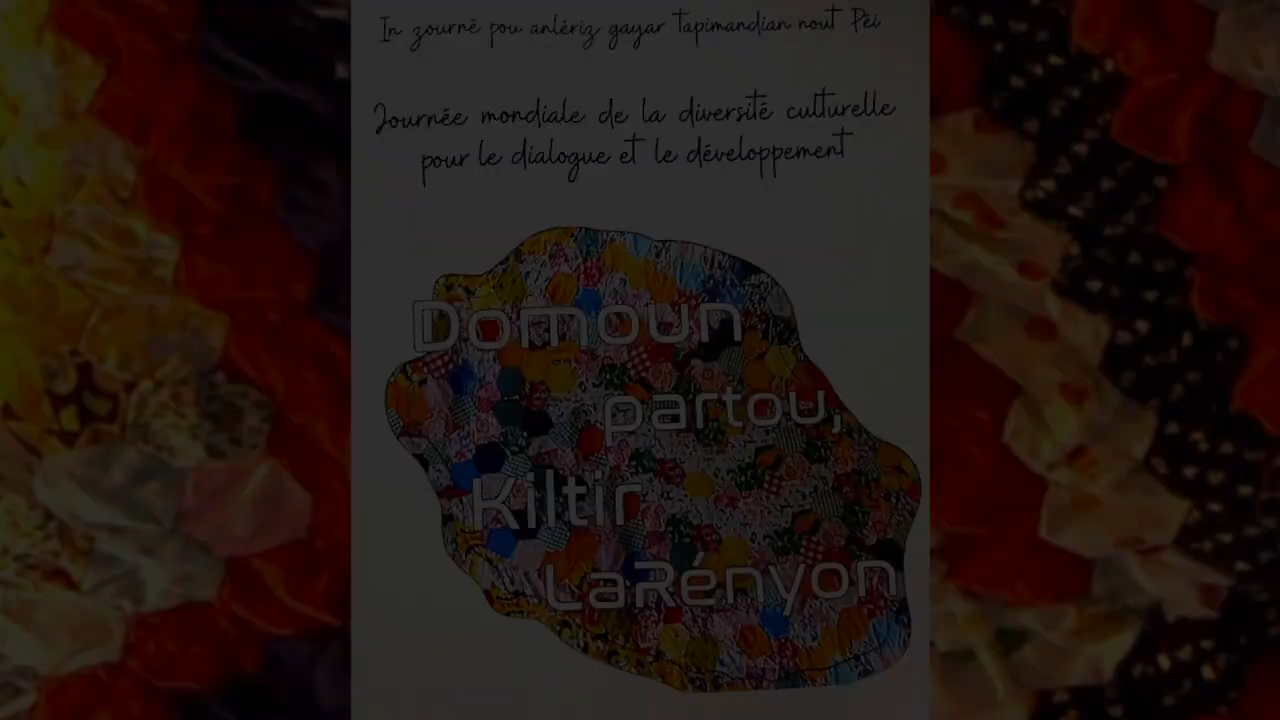 In zourné pou anlériz gayar tapimandian nout Péi
Journée mondiale de la diversité culturelle
pour le dialogue et le développement
Domoun
partou,
Kiltir
LaRényon